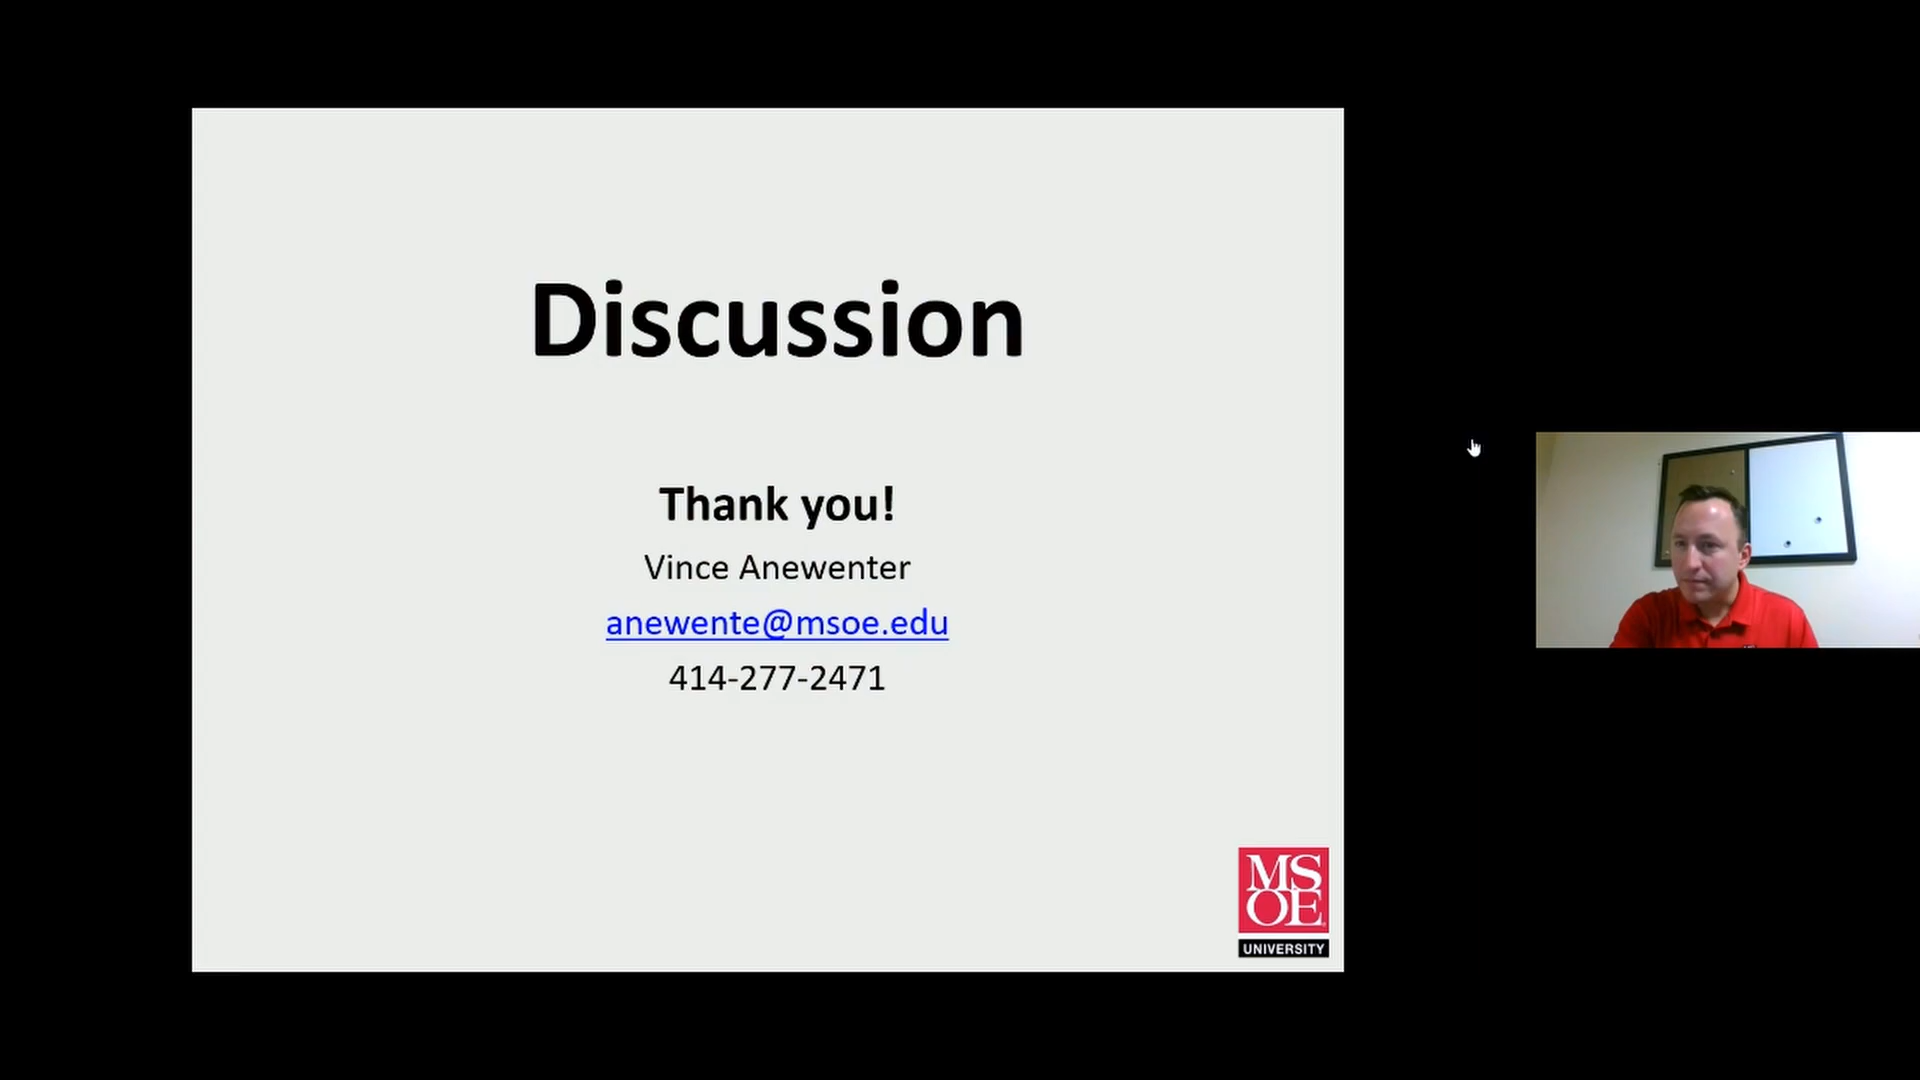 Discussion
Thank you!
Vince Anewenter
anewente@msoe.edu
414-277-2471
MS
OE
UNIVERSITY